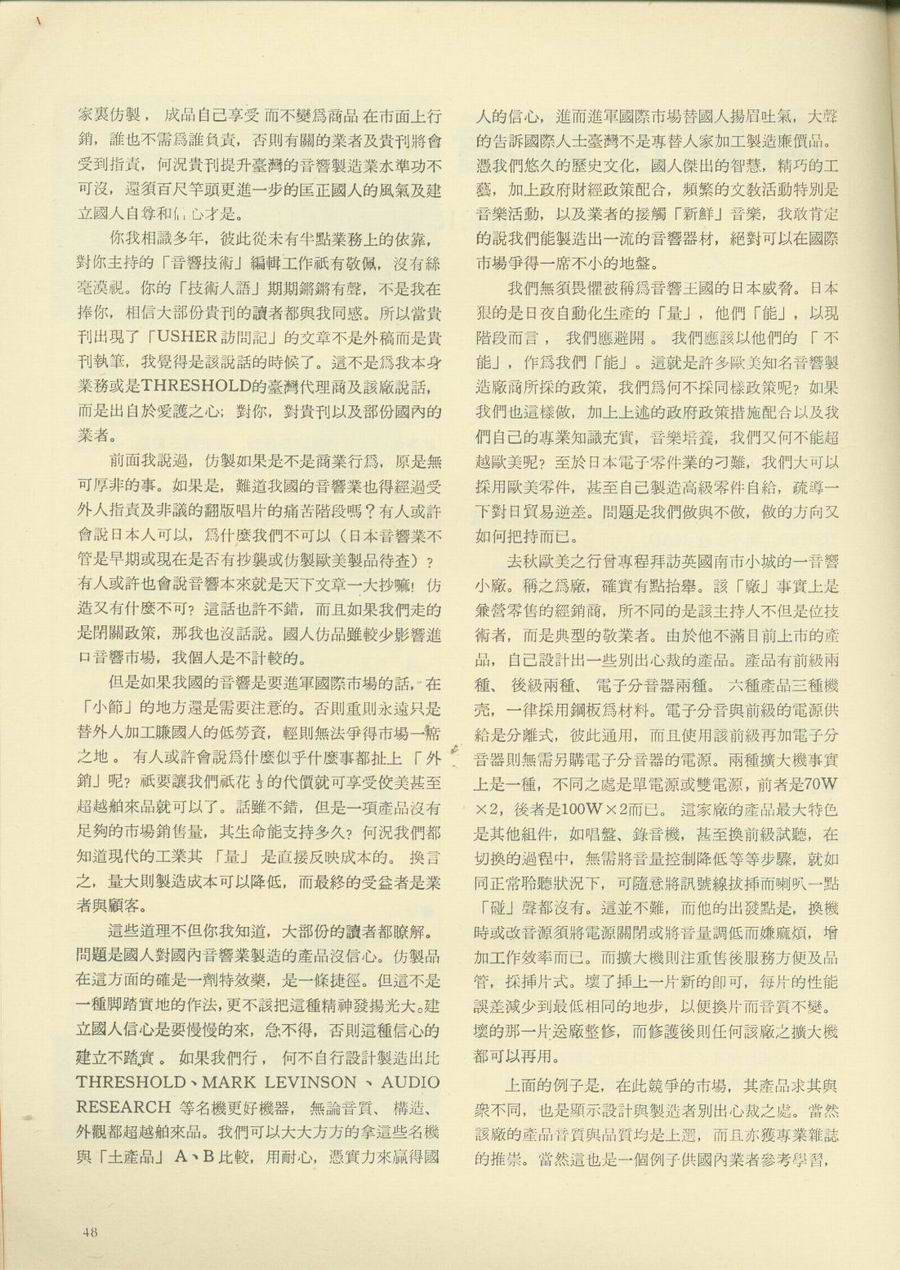 家裏仿製， 成品自己享受 而不變爲商品 在市面上行
銷，誰也不需爲誰負責，否則有關的業者及貴刊將會
受到指責，何況貴刊提升臺灣的音響製造業水準功不
可沒，還須百尺竿頭更進一步的匡正國人的風氣及建
立國人自尊和信心才是。
你我相識多年，彼此從未有半點業務上的依靠，
對你主持的「音響技術」編輯工作祇有敬佩，沒有絲
毫漠視。你的「技術人語」期期鏘鏘有聲，不是我在
捧你，相信大部份貴刊的讀者都與我同感。所以當貴
刊出現了「USHER訪問記」的文章不是外稿而是貴
刊執筆，我覺得是該說話的時候了。這不是爲我本身
業務或是THRESHOLD的臺灣代理商及該廠說話，
而是出自於愛護之心；對你，對貴刊以及部份國內的
業者。
前面我說過，仿製如果是不是商業行爲，原是無
可厚非的事。如果是，難道我國的音響業也得經過受
外人指責及非議的翻版唱片的痛苦階段嗎？有人或許
會說日本人可以，爲什麼我們不可以（日本音響業不
管是早期或現在是否有抄襲或仿製歐美製品待查）？
有人或許也會說音響本來就是天下文章一大抄嘛！仿
造又有什麼不可？這話也許不錯，而且如果我們走的
是閉關政策，那我也沒話說。國人仿品雖較少影響進
口音響市場，我個人是不計較的。
但是如果我國的音響是要進軍國際市場的話，在
「小節」的地方還是需要注意的。否則重則永遠只是
替外人加工賺國人的低勞資，輕則無法爭得市場一席
之地 。 有人或許會說爲什麼似乎什麼事都扯上 「 外
銷」呢？祇要讓我們祇花⅓的代價就可享受佼美甚至
超越舶來品就可以了。話雖不錯，但是一項產品沒有
足夠的市場銷售量，其生命能支持多久？何況我們都
知道現代的工業其 「量」 是直接反映成本的。 換言
之，量大則製造成本可以降低，而最終的受益者是業
者與顧客。
這些道理不但你我知道，大部份的讀者都瞭解。
問題是國人對國內音響業製造的產品沒信心。仿製品
在這方面的確是一劑特效藥，是一條捷徑。但這不是
一種脚踏實地的作法，更不該把這種精神發揚光大。建
立國人信心是要慢慢的來，急不得，否則這種信心的
建立不踏實 。 如果我們行， 何不自行設計製造出比
THRESHOLD、MARK LEVINSON 、 AUDIO
RESEARCH 等名機更好機器， 無論音質、 構造、
外觀都超越舶來品。我們可以大大方方的拿這些名機
與「土產品」A、B比較，用耐心，憑實力來贏得國
人的信心，進而進軍國際市場替國人揚眉吐氣，大聲
的告訴國際人士臺灣不是專替人家加工製造廉價品。
憑我們悠久的歷史文化，國人傑出的智慧，精巧的工
藝，加上政府財經政策配合，頻繁的文教活動特別是
音樂活動，以及業者的接觸「新鮮」音樂，我敢肯定
的說我們能製造出一流的音響器材，絕對可以在國際
市場爭得一席不小的地盤。
我們無須畏懼被稱爲音響王國的日本威脅。日本
狠的是日夜自動化生產的「量」，他們「能」，以現
階段而言 ， 我們應避開 。 我們應該以他們的 「 不
能」，作爲我們「能」。這就是許多歐美知名音響製
造廠商所採的政策，我們爲何不採同樣政策呢？如果
我們也這樣做，加上上述的政府政策措施配合以及我
們自己的專業知識充實，音樂培養，我們又何不能超
越歐美呢？至於日本電子零件業的刁難，我們大可以
採用歐美零件，甚至自己製造高級零件自給，疏導一
下對日貿易逆差。問題是我們做與不做，做的方向又
如何把持而已。
去秋歐美之行曾專程拜訪英國南市小城的一音響
小廠。稱之爲廠，確實有點抬舉。該「廠」事實上是
兼營零售的經銷商，所不同的是該主持人不但是位技
術者，而是典型的敬業者。由於他不滿目前上市的產
品，自己設計出一些別出心裁的產品。產品有前級兩
種、 後級兩種、 電子分音器兩種。 六種產品三種機
壳，一律採用鋼板爲材料。電子分音與前級的電源供
給是分離式，彼此通用，而且使用該前級再加電子分
音器則無需另購電子分音器的電源。兩種擴大機事實
上是一種，不同之處是單電源或雙電源，前者是70W
×2，後者是100W×2而已。 這家廠的產品最大特色
是其他組件，如唱盤、錄音機，甚至換前級試聽，在
切換的過程中，無需將音量控制降低等等步驟，就如
同正常聆聽狀況下，可隨意將訊號線拔揷而喇叭一點
「碰」聲都沒有。這並不難，而他的出發點是，換機
時或改音源須將電源關閉或將音量調低而嫌麻煩，增
加工作效率而已。而擴大機則注重售後服務方便及品
管，採揷片式。壞了揷上一片新的即可，每片的性能
誤差減少到最低相同的地步，以便換片而音質不變。
壞的那一片送廠整修，而修護後則任何該廠之擴大機
都可以再用。
上面的例子是，在此競爭的市場，其產品求其與
衆不同，也是顯示設計與製造者別出心裁之處。當然
該廠的產品音質與品質均是上選，而且亦獲專業雜誌
的推崇。當然這也是一個例子供國內業者參考學習，
48